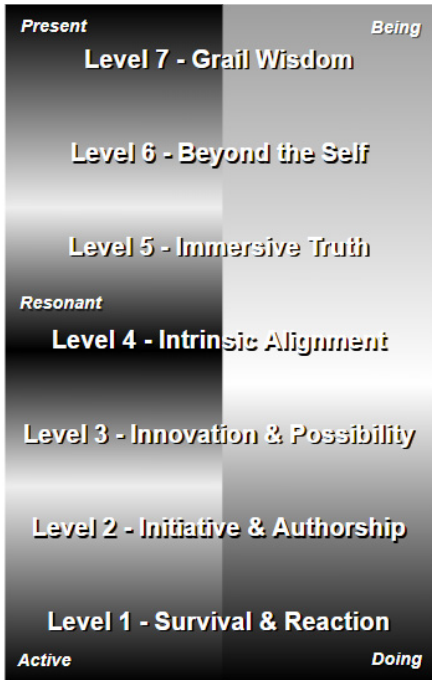 Present
Being
Level 7 - Grail Wisdom
Level 6 - Beyond the Self
Level 5 - Immersive Truth
Resonant
Level 4 - Intrinsic Alignment
Level 3 - Innovation & Possibility
Level 2 - Initiative & Authorship
Level 1 - Survival & Reaction
Active
Doing